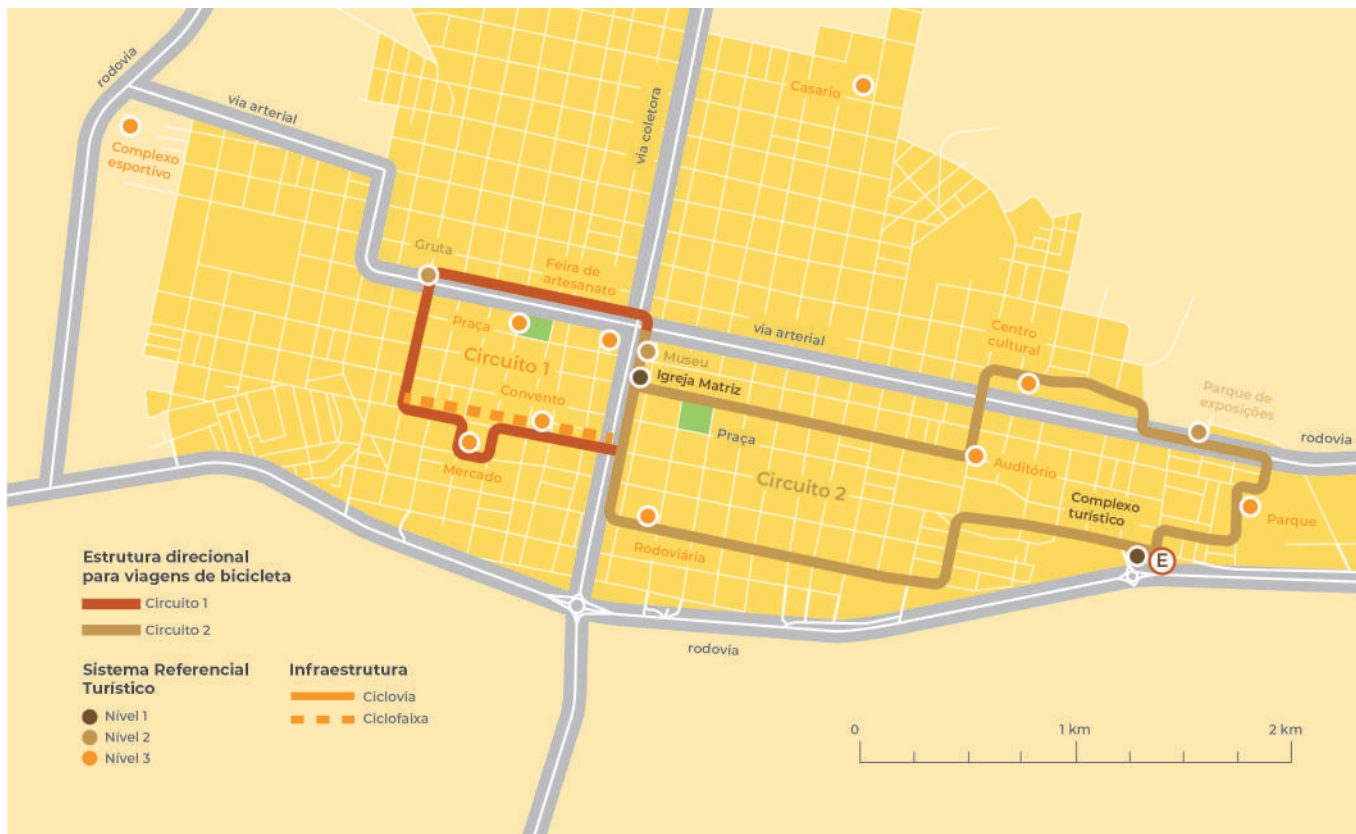 rodovia
via arterial
Complexo
esportivo
via coletora
Casario
Gruta
Feira de
artesanato
Praça
Circuito 1
Convento
Mercado
Museu
Igreja Matriz
Praça
via arterial
Centro
cultural
Parque de
exposições
rodovia
Auditório
Circuito 2
Complexo
turístico
Parque
Rodoviária
E
rodovia
Estrutura direcional
para viagens de bicicleta
Circuito 1
Circuito 2
Sistema Referencial
Turístico
Nível 1
Nível 2
Nível 3
Infraestrutura
Ciclovia
Ciclofaixa
0
1 km
2 km